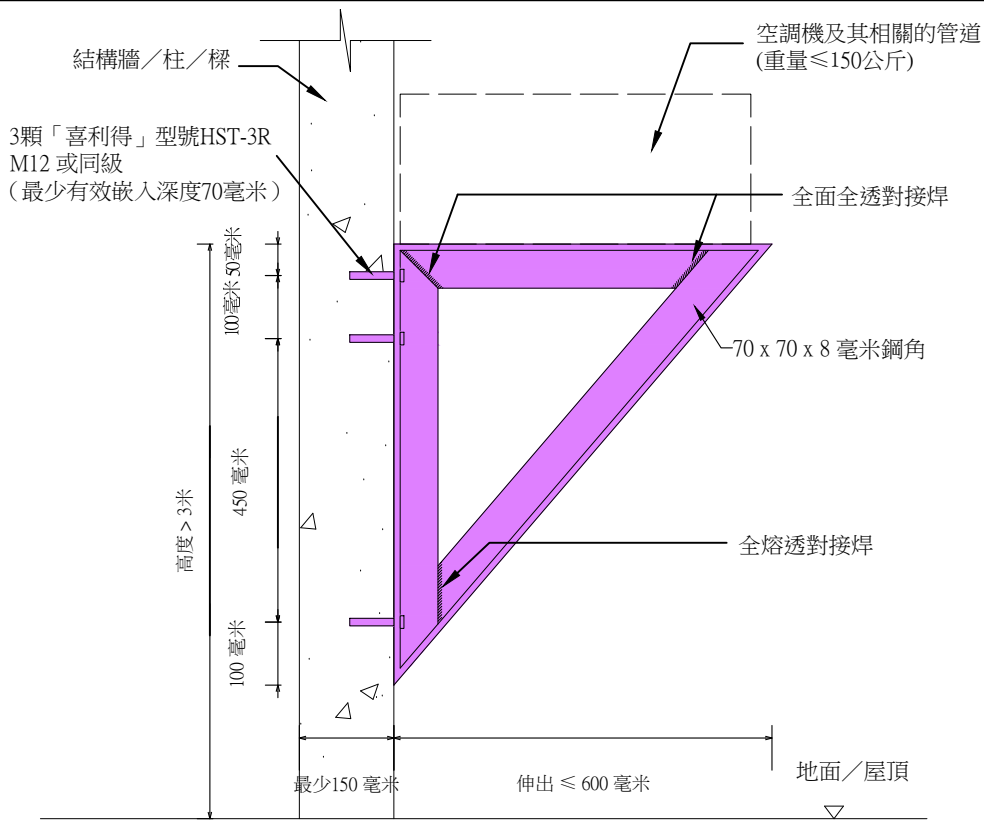 結構牆／柱／樑
空調機及其相關的管道
(重量≤150公斤)
3顆「喜利得」型號HST-3R
M12 或同級
（最少有效嵌入深度70毫米）
全面全透對接焊
50毫米
100毫米
70 x 70 x 8 毫米鋼角
450 毫米
高度 > 3米
全熔透對接焊
100 毫米
最少150 毫米
伸出 ≤ 600 毫米
地面／屋頂